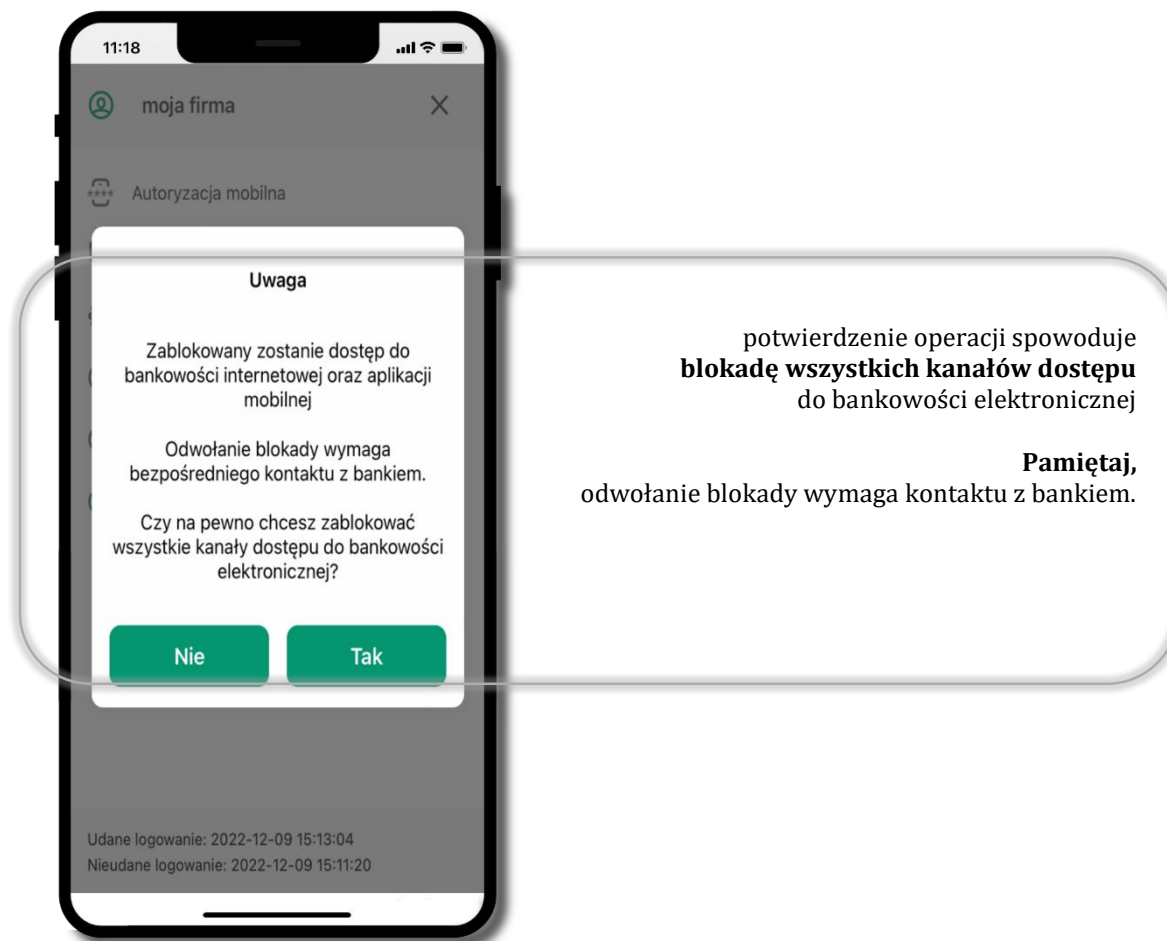 11:18
moja firma
Autoryzacja mobilna
Uwaga
Zablokowany zostanie dostęp do
bankowości internetowej oraz aplikacji
mobilnej
Odwołanie blokady wymaga
bezpośredniego kontaktu z bankiem.
Czy na pewno chcesz zablokować
wszystkie kanały dostępu do bankowości
elektronicznej?
Nie
Tak
Udane logowanie: 2022-12-09 15:13:04
Nieudane logowanie: 2022-12-09 15:11:20
potwierdzenie operacji spowoduje
blokadę wszystkich kanałów dostępu
do bankowości elektronicznej
Pamiętaj,
odwołanie blokady wymaga kontaktu z bankiem.